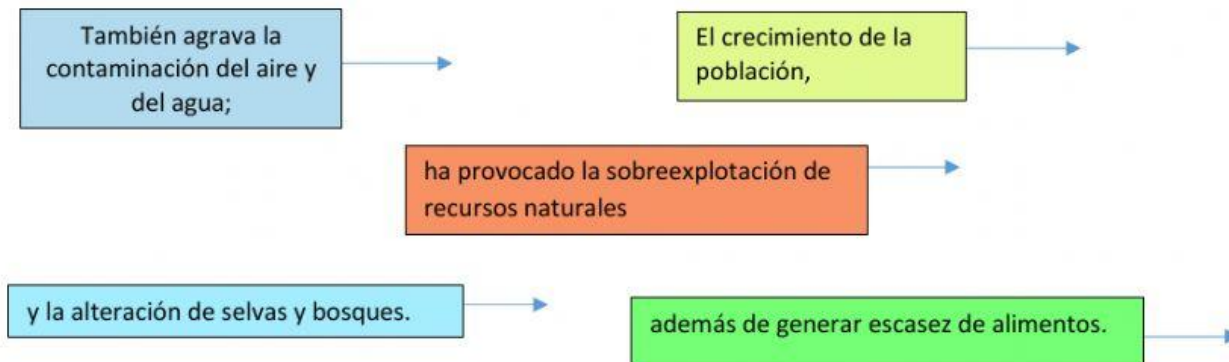 También agrava la
contaminación del aire y
del agua;
El crecimiento de la
población,
ha provocado la sobreexplotación de
recursos naturales
y la alteración de selvas y bosques.
además de generar escasez de alimentos.